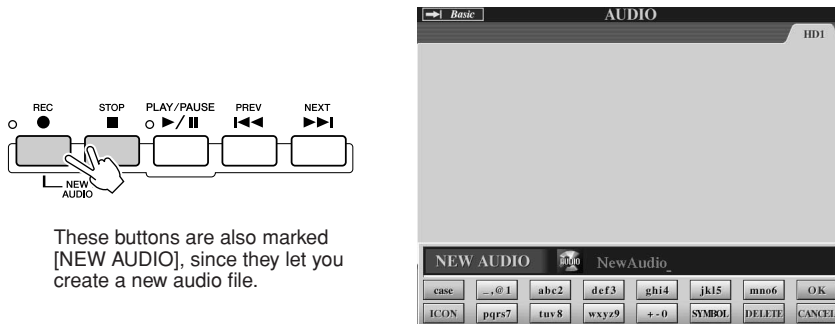 REC STOP PLAY/PAUSE PREV NEXT
NEW
AUDIO
These buttons are also marked
[NEW AUDIO], since they let you
create a new audio file.
Basic AUDIO
HD1
NEW AUDIO AUDIO NewAudio_
case _,@1 abc2 def3 ghi4 jkl5 mno6 OK
ICON pqrs7 tuv8 wxyz9 +-0 SYMBOL DELETE CANCEL